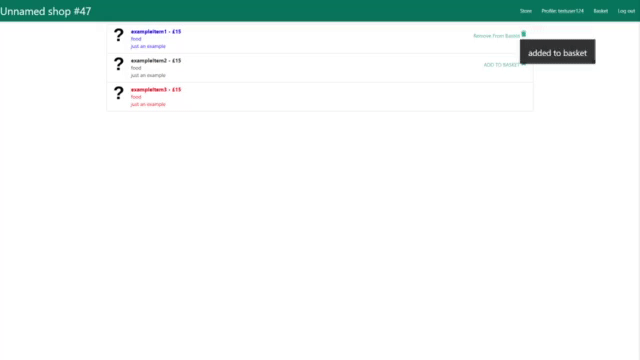 Unnamed shop #47
Store Profile: testuser174 Basket Log out
exampleItem1 - £15
food
just an example
Remove From Basket
added to basket
exampleItem2 - £15
food
just an example
ADD TO BASKET
exampleItem3 - £15
food
just an example